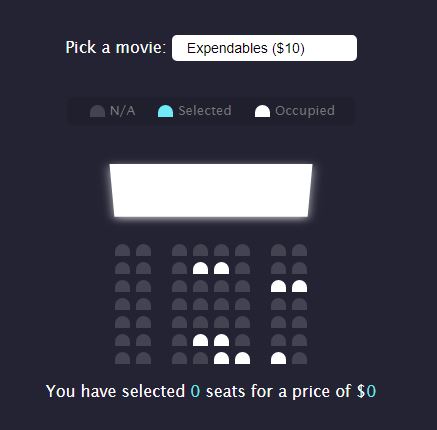 Pick a movie: Expendables ($10)
N/A Selected Occupied
You have selected 0 seats for a price of $0